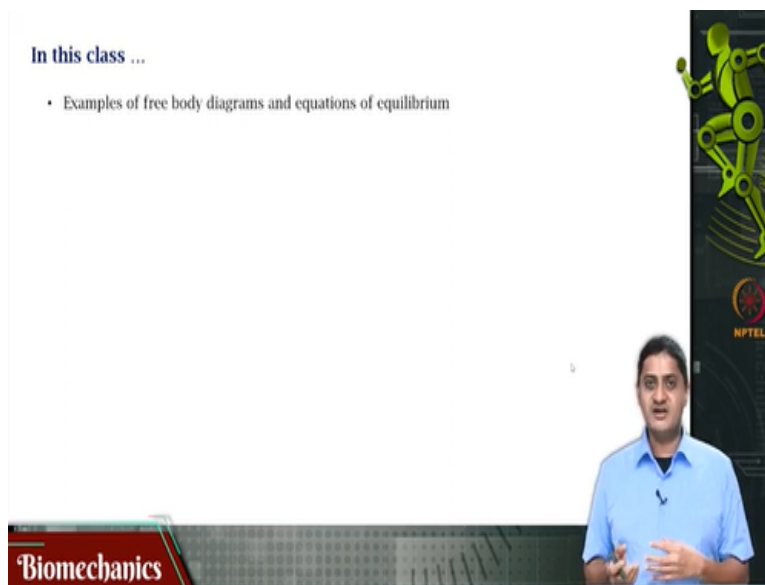 In this class ...
• Examples of free body diagrams and equations of equilibrium
NPTEL
Biomechanics